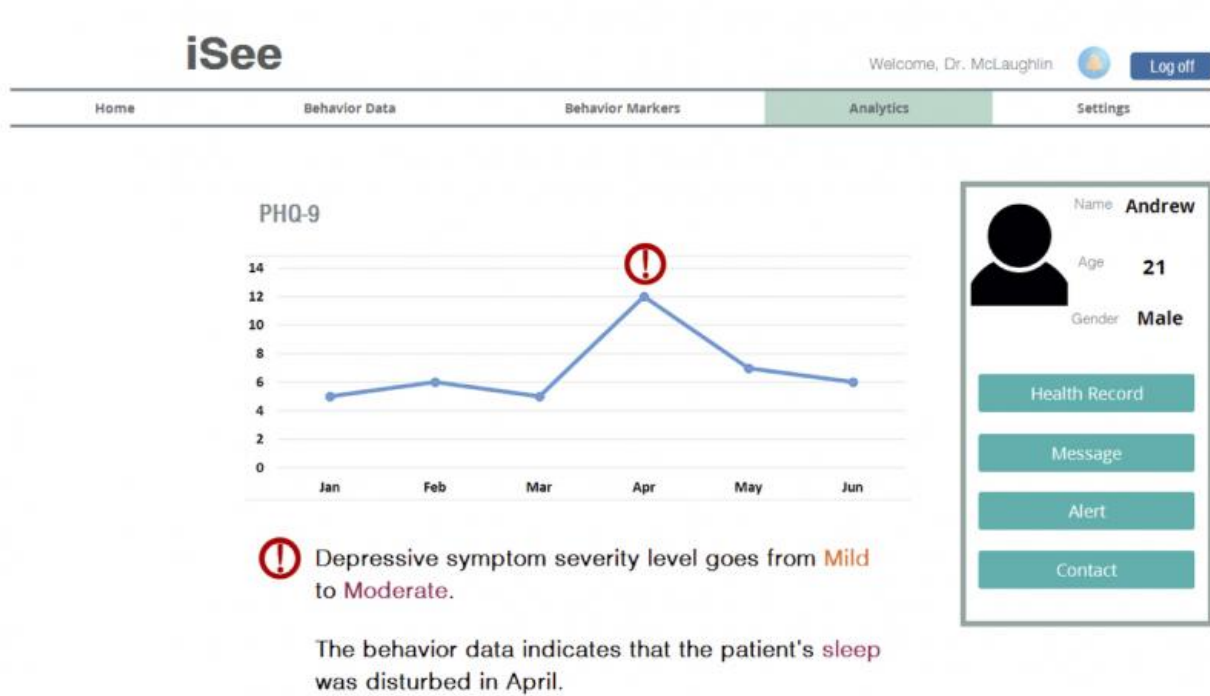 iSee
Welcome, Dr. McLaughlin
Log off
Home Behavior Data Behavior Markers Analytics Settings
PHQ-9
14
12
10
8
6
4
2
0
Jan Feb Mar Apr May Jun
Depressive symptom severity level goes from Mild
to Moderate.
The behavior data indicates that the patient's sleep
was disturbed in April.
Name Andrew
Age 21
Gender Male
Health Record
Message
Alert
Contact